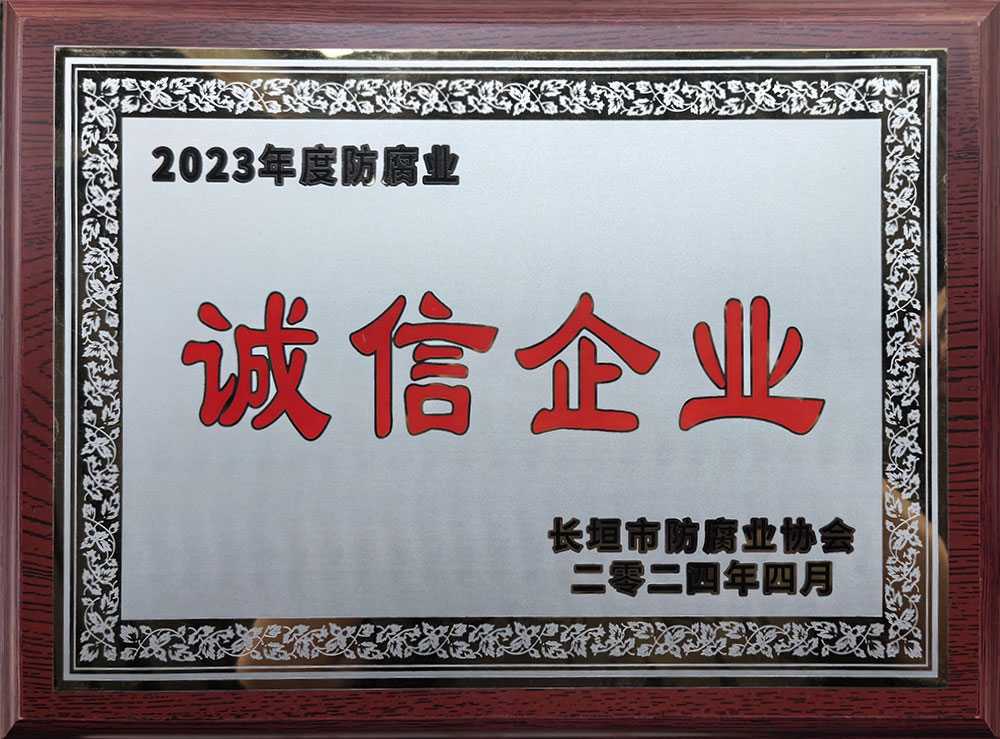 2023年度防腐业
诚信企业
长垣市防腐业协会
二零二四年四月